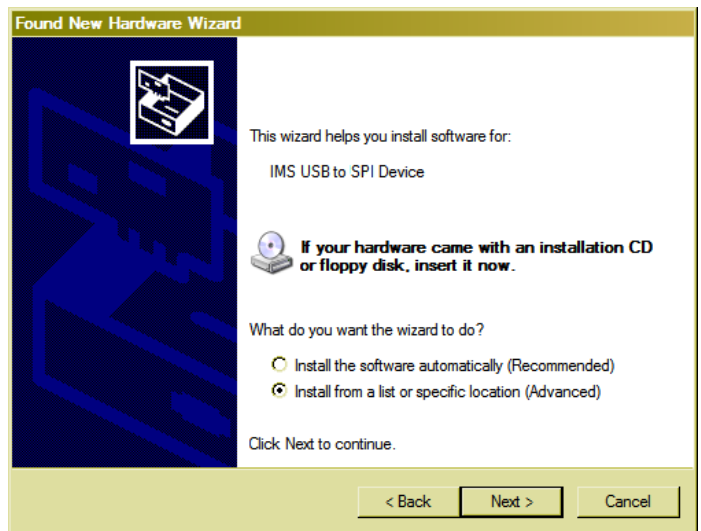 Found New Hardware Wizard
This wizard helps you install software for:
IMS USB to SPI Device
If your hardware came with an installation CD
or floppy disk, insert it now.
What do you want the wizard to do?
Install the software automatically (Recommended)
Install from a list or specific location (Advanced)
Click Next to continue.
< Back Next > Cancel